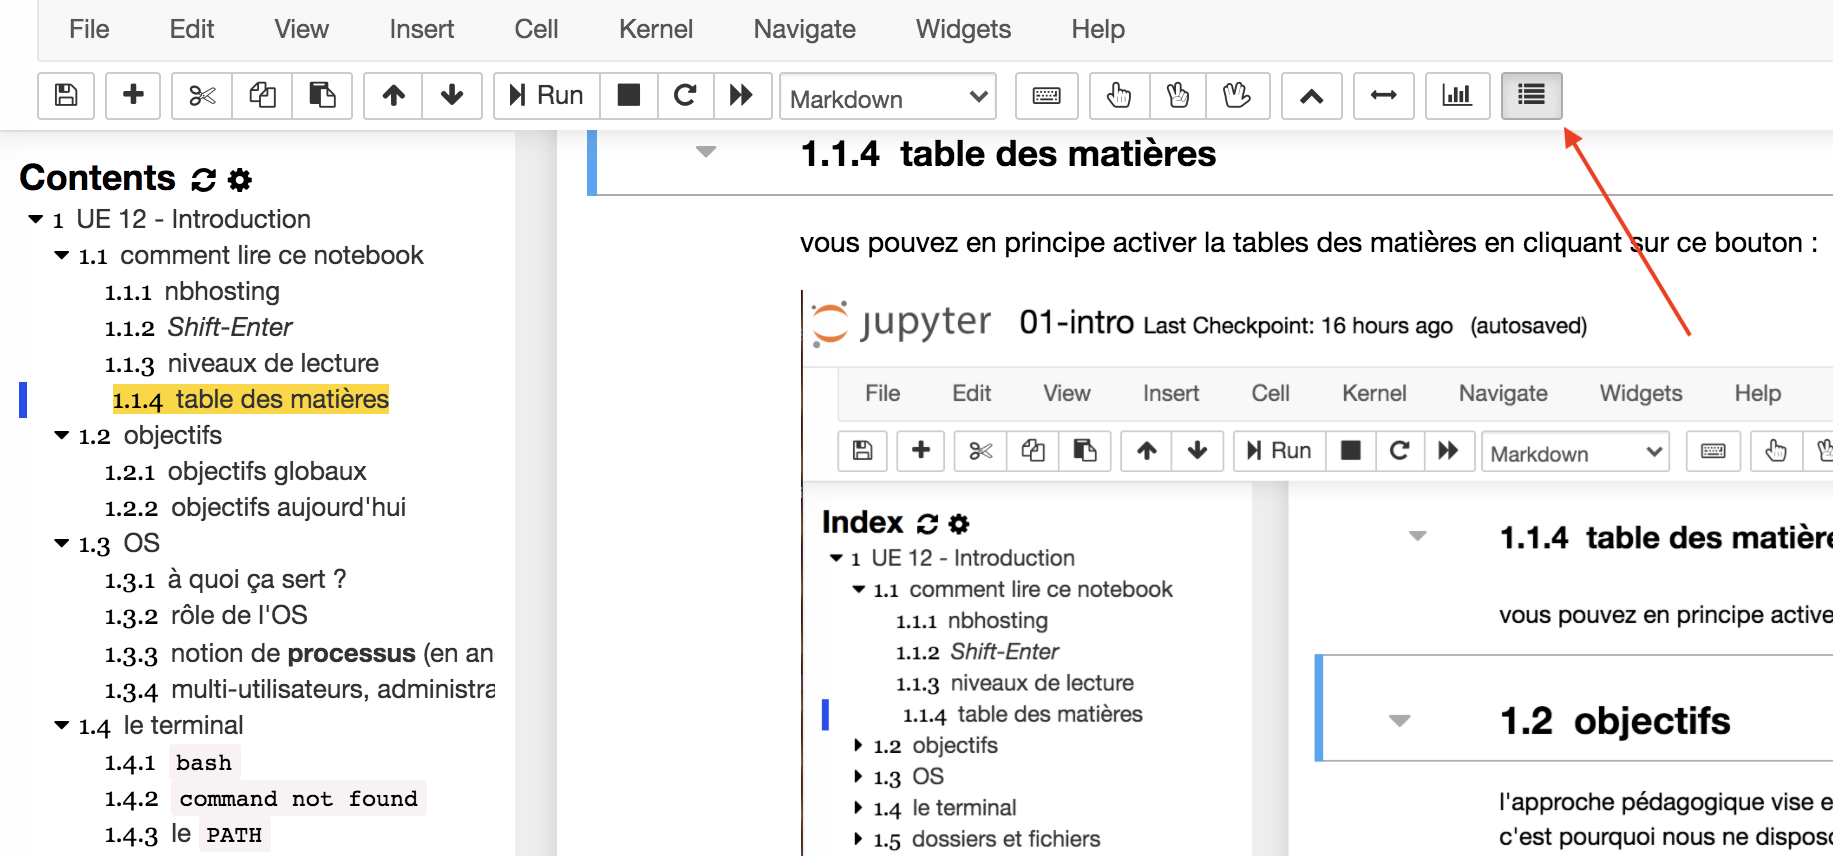 File Edit View Insert Cell Kernel Navigate Widgets Help
Run Markdown
Contents
1 UE 12 - Introduction
1.1 comment lire ce notebook
1.1.1 nbhosting
1.1.2 Shift-Enter
1.1.3 niveaux de lecture
1.1.4 table des matières
1.2 objectifs
1.2.1 objectifs globaux
1.2.2 objectifs aujourd'hui
1.3 OS
1.3.1 à quoi ça sert ?
1.3.2 rôle de l'OS
1.3.3 notion de processus (en an
1.3.4 multi-utilisateurs, administra
1.4 le terminal
1.4.1 bash
1.4.2 command not found
1.4.3 le PATH
1.1.4 table des matières
vous pouvez en principe activer la tables des matières en cliquant sur ce bouton :
jupyter 01-intro Last Checkpoint: 16 hours ago (autosaved)
File Edit View Insert Cell Kernel Navigate Widgets Help
Run Markdown
Index
1 UE 12 - Introduction
1.1 comment lire ce notebook
1.1.1 nbhosting
1.1.2 Shift-Enter
1.1.3 niveaux de lecture
1.1.4 table des matières
1.2 objectifs
1.3 OS
1.4 le terminal
1.5 dossiers et fichiers
1.1.4 table des matière
vous pouvez en principe active
1.2 objectifs
l'approche pédagogique vise e
c'est pourquoi nous ne dispos